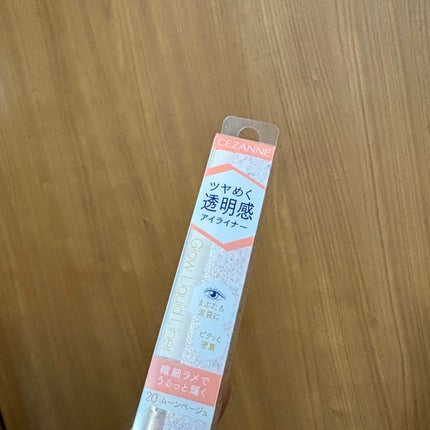 CEZANNE
ツヤめく
透明感
アイライナー
Glow Liquid Liner
まぶた&
涙袋に
ピタッと
密着
繊細ラメで
うるっと輝く
20 ムーンベージュ